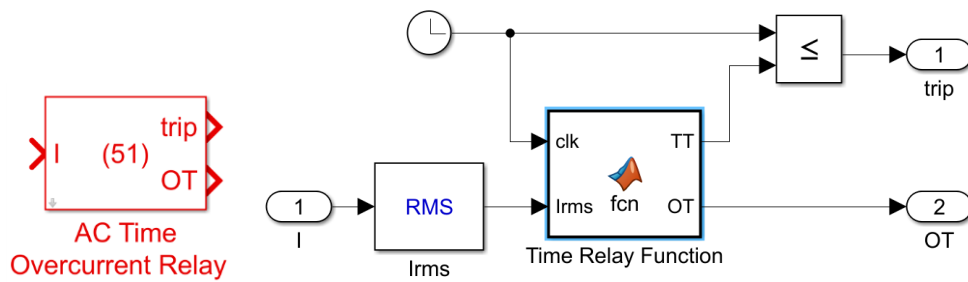 trip
I
(51)
OT
AC Time
Overcurrent Relay
≤
1
trip
clk
TT
1
I
RMS
Irms
Irms
fcn
OT
Time Relay Function
2
OT